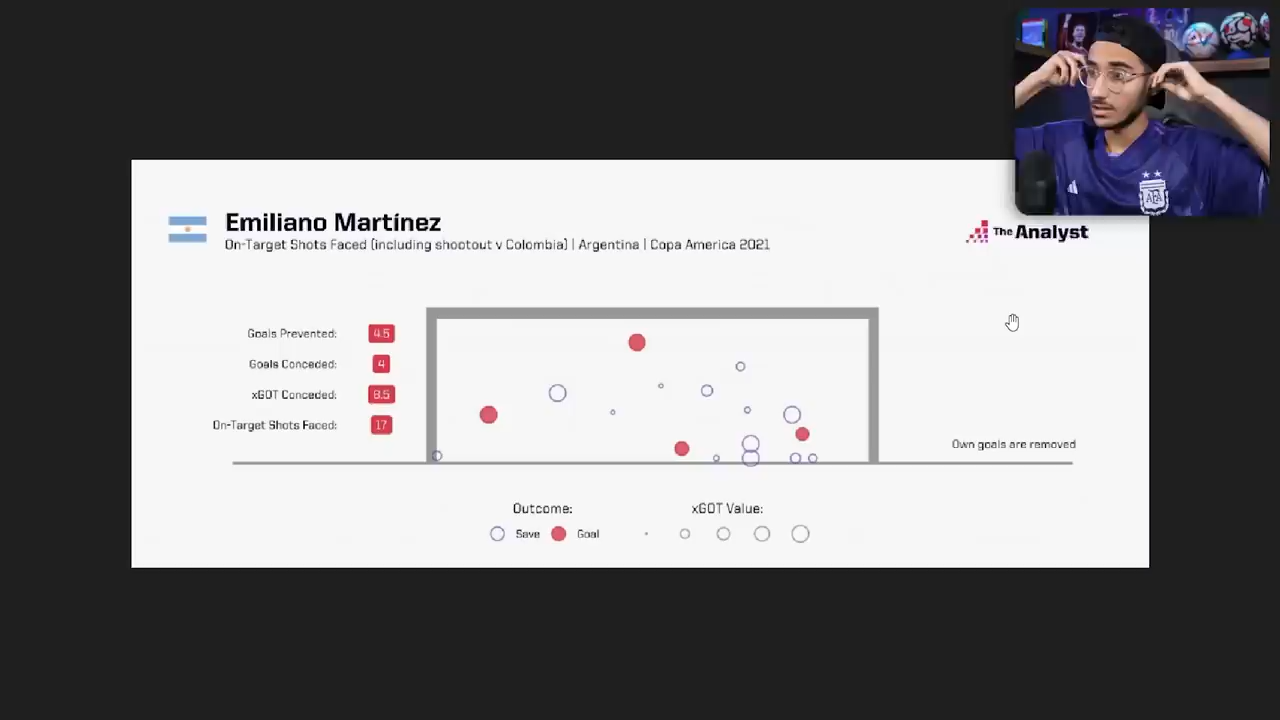 Emiliano Martínez
On-Target Shots Faced (including shootout v Colombia) | Argentina | Copa America 2021
The Analyst
Goals Prevented: 4.5
Goals Conceded: 4
xGOT Conceded: 8.5
On-Target Shots Faced: 17
Own goals are removed
Outcome: xGOT Value:
Save Goal
AFA